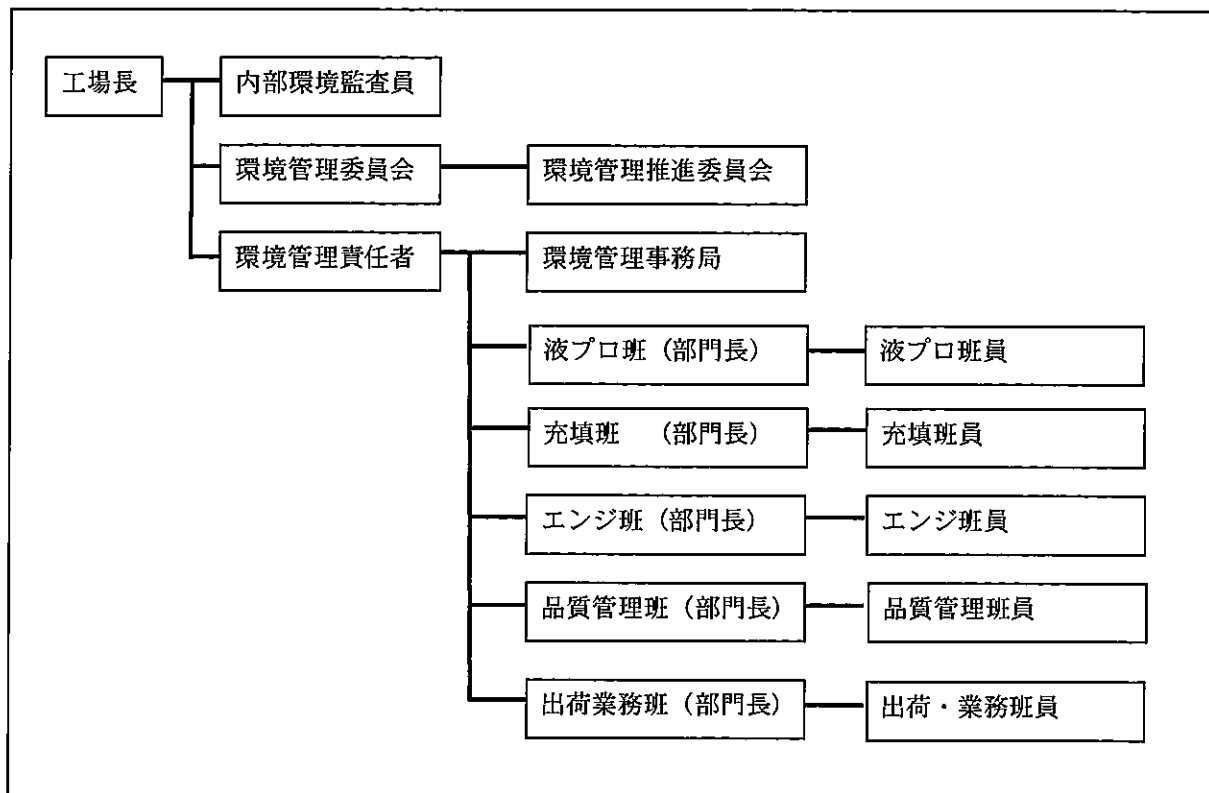 工場長 内部環境監査員
環境管理委員会 環境管理推進委員会
環境管理責任者 環境管理事務局
液プロ班（部門長） 液プロ班員
充填班　（部門長） 充填班員
エンジ班（部門長） エンジ班員
品質管理班（部門長） 品質管理班員
出荷業務班（部門長） 出荷・業務班員